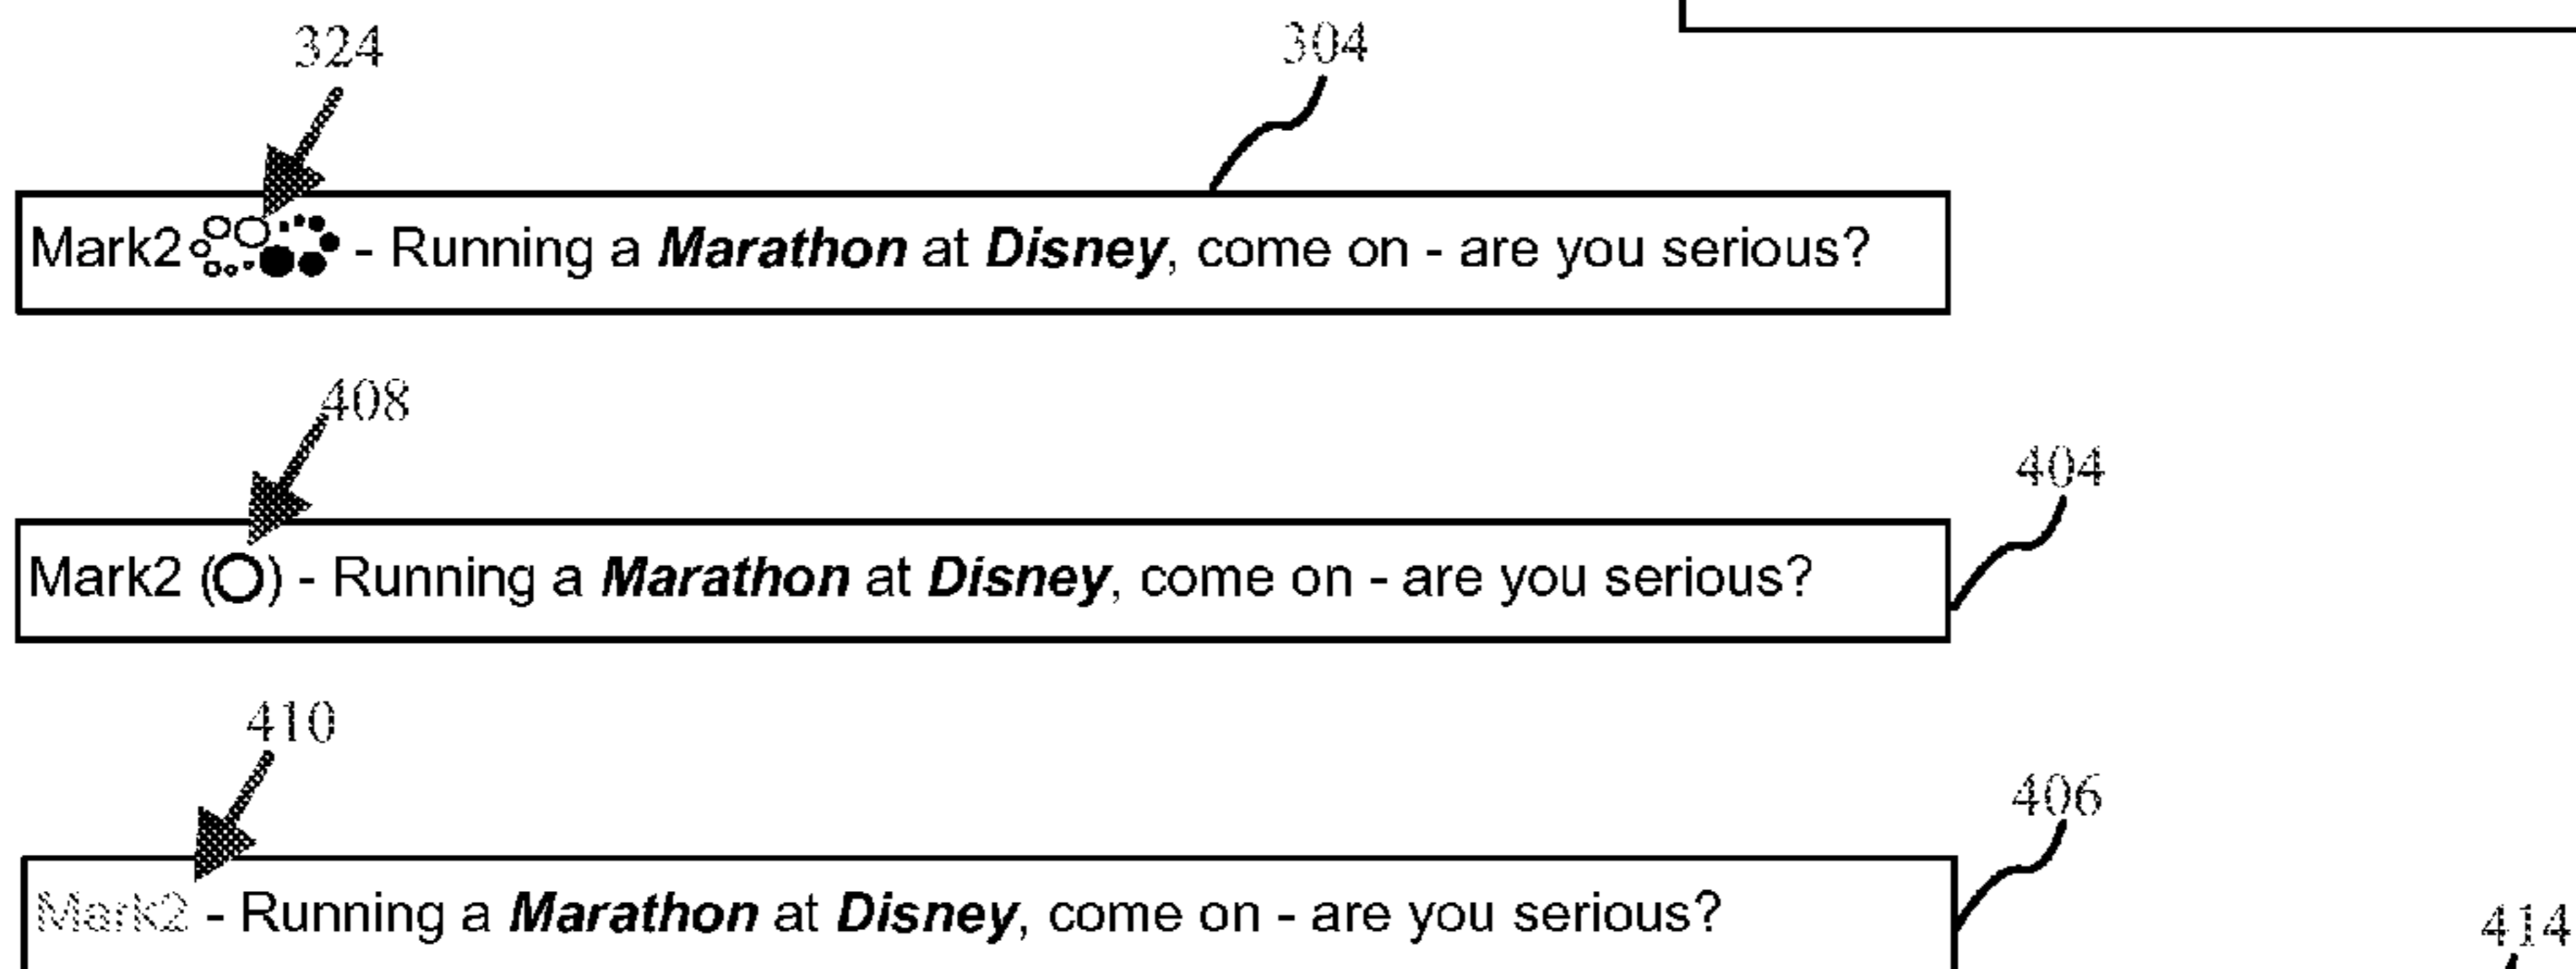 324 304
Mark2 - Running a Marathon at Disney, come on - are you serious?
408
404
Mark2 (O) - Running a Marathon at Disney, come on - are you serious?
410
406
Mark2 - Running a Marathon at Disney, come on - are you serious?
414